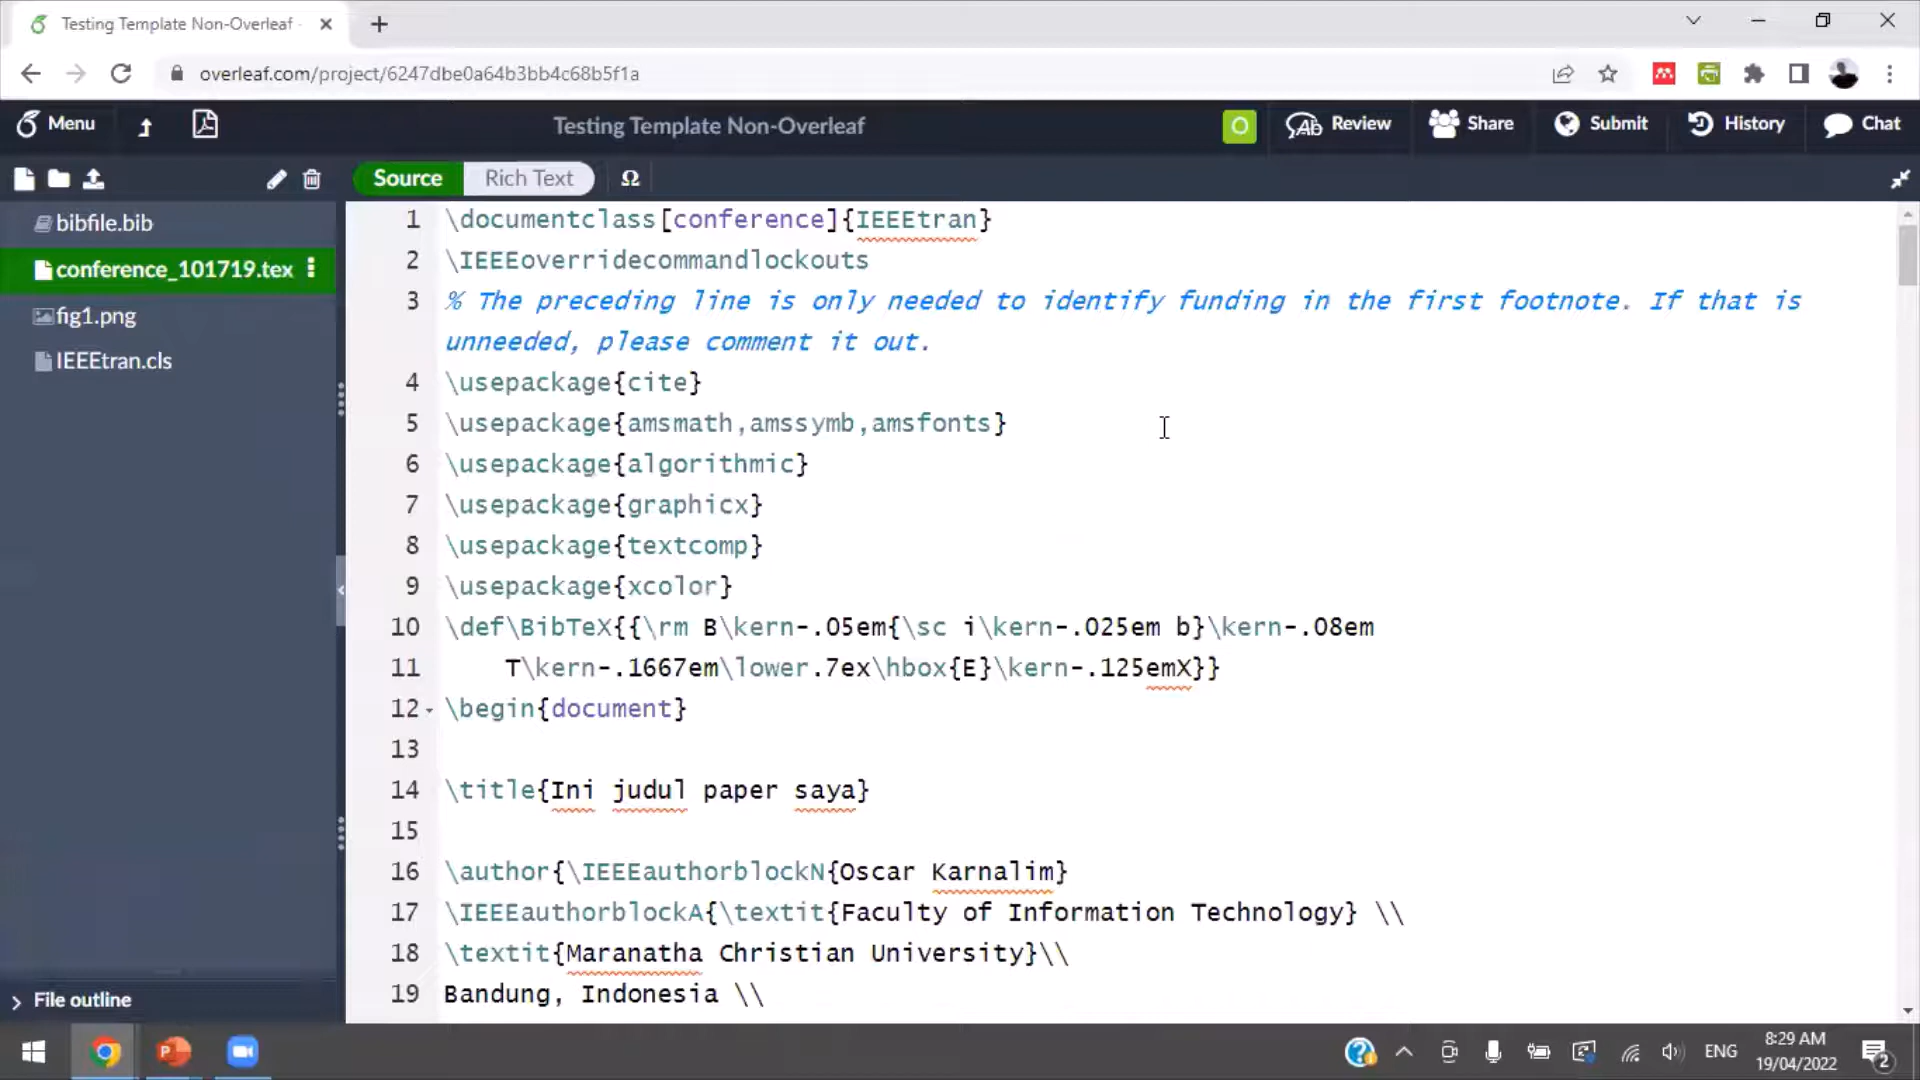 Testing Template Non-Overleaf -
overleaf.com/project/6247dbe0a64b3bb4c68b5f1a
Menu
Testing Template Non-Overleaf
O
Review
Share
Submit
History
Chat
Source
Rich Text
Ω
bibfile.bib
conference_101719.tex
fig1.png
IEEEtran.cls
1 \documentclass[conference]{IEEEtran}
2 \IEEEoverridecommandlockouts
3 % The preceding line is only needed to identify funding in the first footnote. If that is
unneeded, please comment it out.
4 \usepackage{cite}
5 \usepackage{amsmath,amssymb,amsfonts}
6 \usepackage{algorithmic}
7 \usepackage{graphicx}
8 \usepackage{textcomp}
9 \usepackage{xcolor}
10 \def\BibTeX{{\rm B\kern-.05em{\sc i\kern-.025em b}\kern-.08em
11 T\kern-.1667em\lower.7ex\hbox{E}\kern-.125emX}}
12 \begin{document}
13
14 \title{Ini judul paper saya}
15
16 \author{\IEEEauthorblockN{Oscar Karnalim}
17 \IEEEauthorblockA{\textit{Faculty of Information Technology} \\
18 \textit{Maranatha Christian University}\\
19 Bandung, Indonesia \\
File outline
ENG
8:29 AM
19/04/2022
2